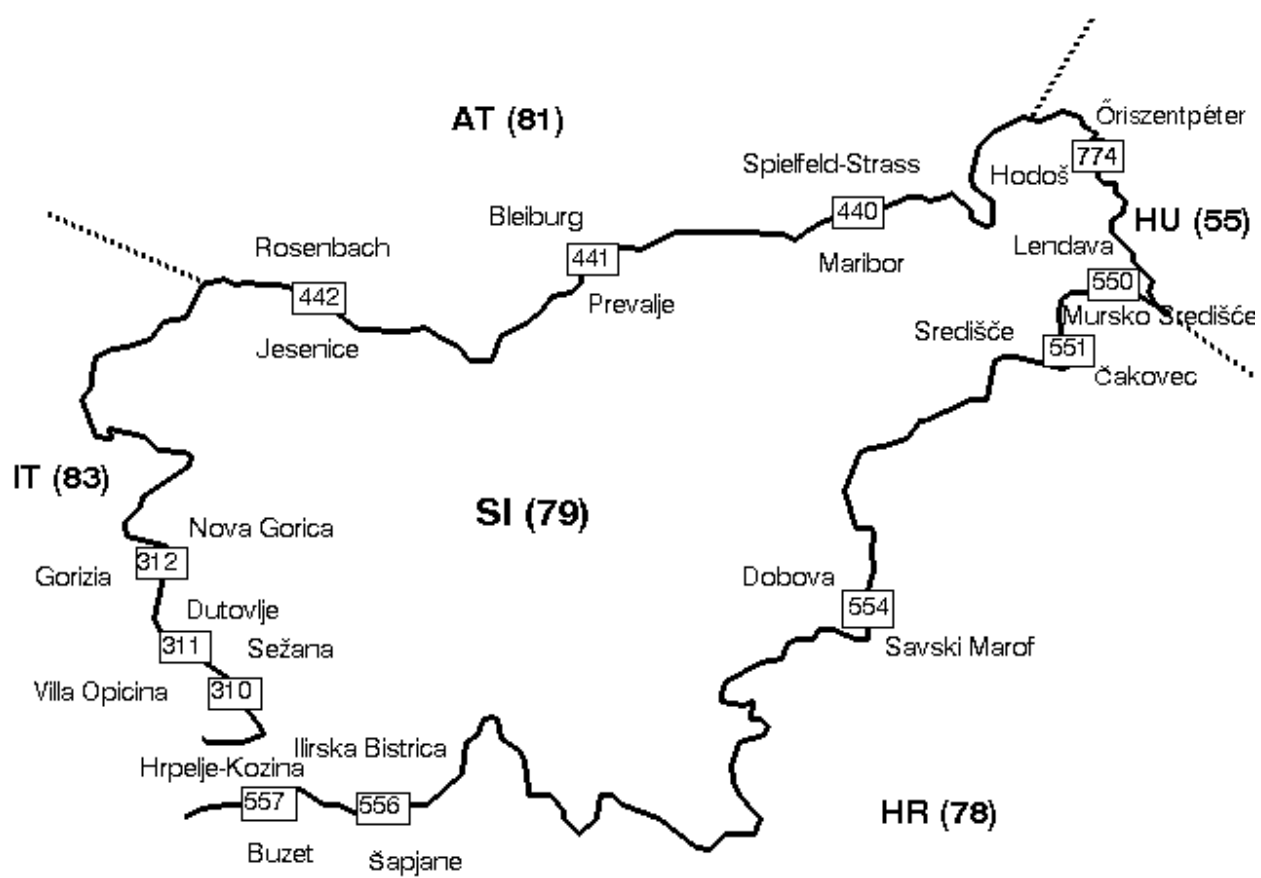 AT (81)
Őriszentpéter
774
Hodoš
Spielfeld-Strass
440
HU (55)
Bleiburg
Rosenbach
441
Lendava
Maribor
550
442
Prevalje
Mursko Središće
Središče
Jesenice
551
Čakovec
IT (83)
SI (79)
Nova Gorica
312
Gorizia
Dobova
Dutovlje
554
311
Sežana
Savski Marof
Villa Opicina
310
Ilirska Bistrica
Hrpelje-Kozina
557
556
HR (78)
Buzet
Šapjane